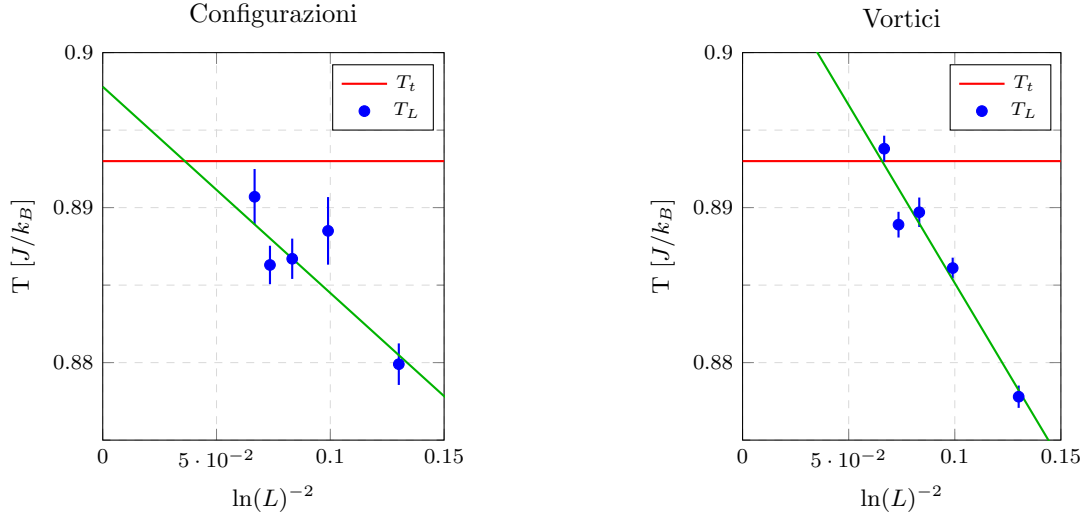 Configurazioni
T [J/k_B]
0.9
0.89
0.88
T_t
T_L
0
5 · 10⁻²
0.1
0.15
ln(L)⁻²
Vortici
T [J/k_B]
0.9
0.89
0.88
T_t
T_L
0
5 · 10⁻²
0.1
0.15
ln(L)⁻²